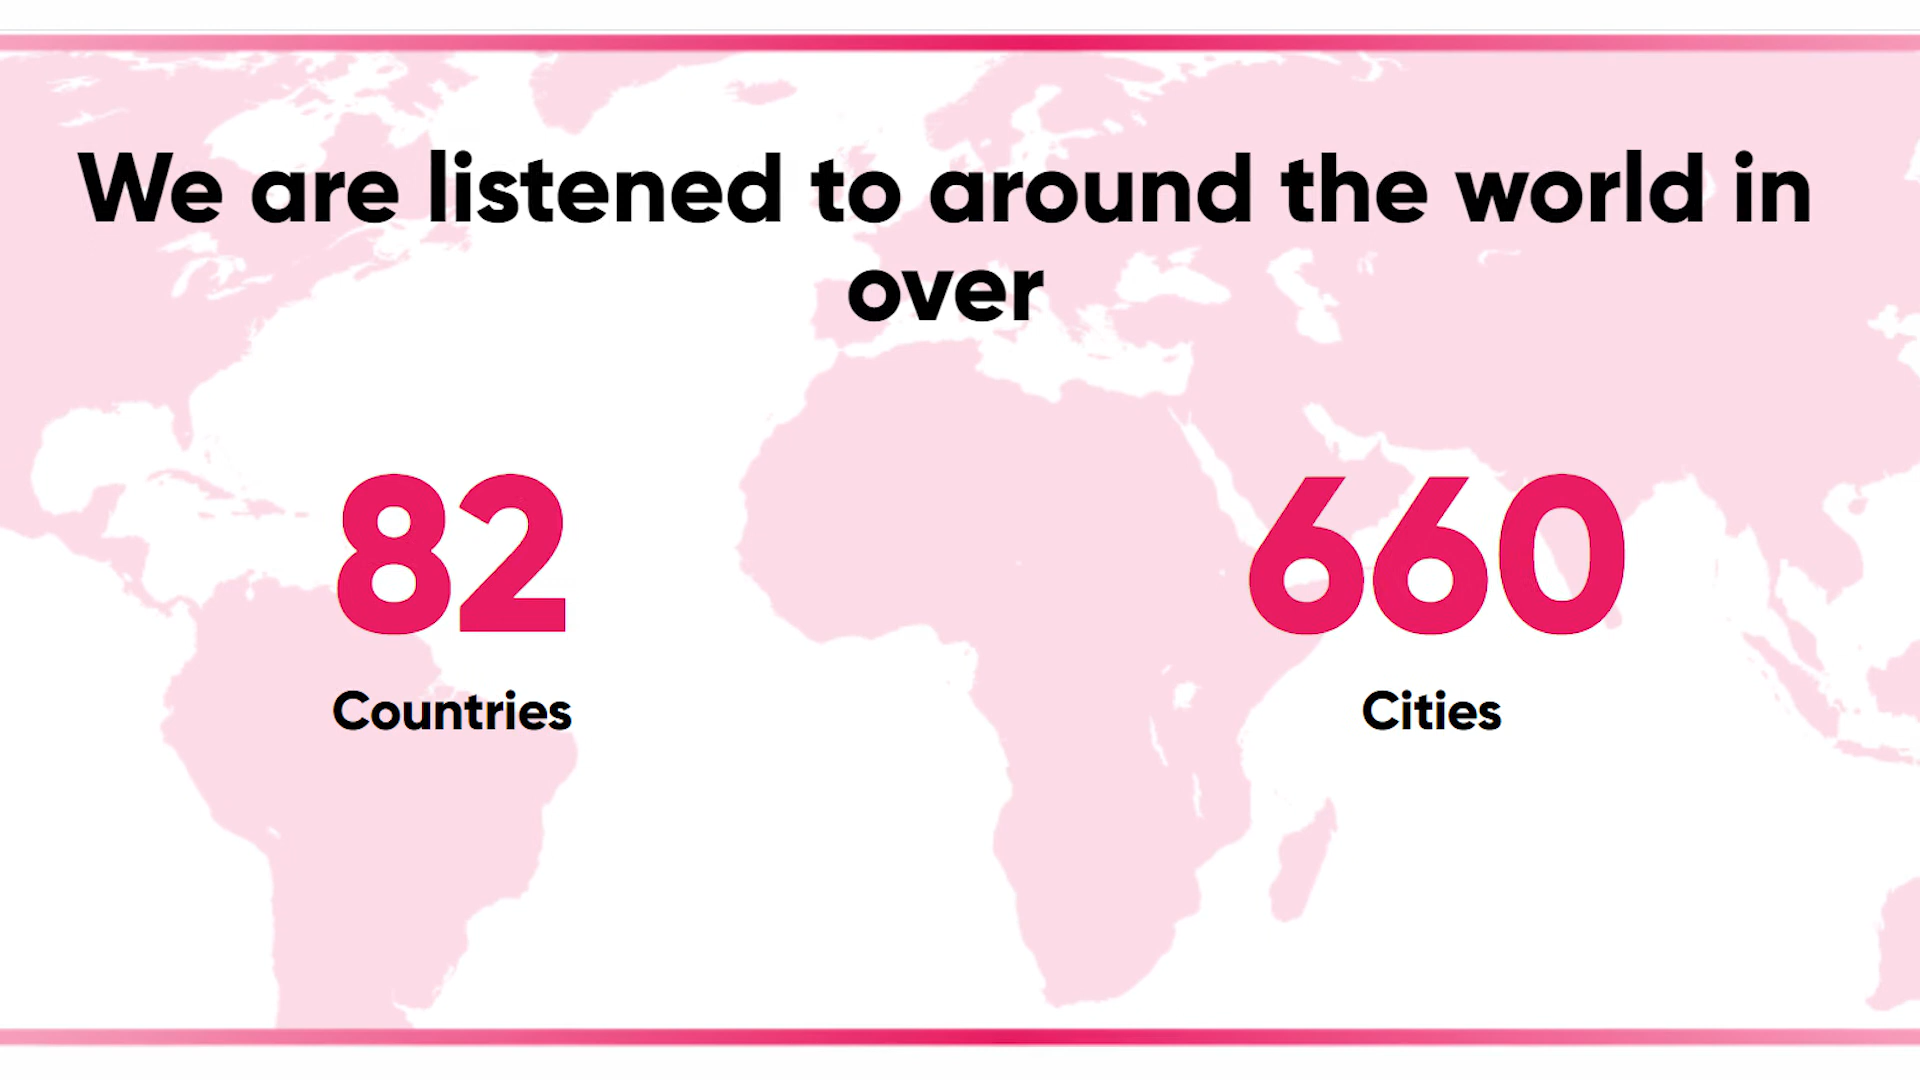 We are listened to around the world in
over
82
660
Countries
Cities